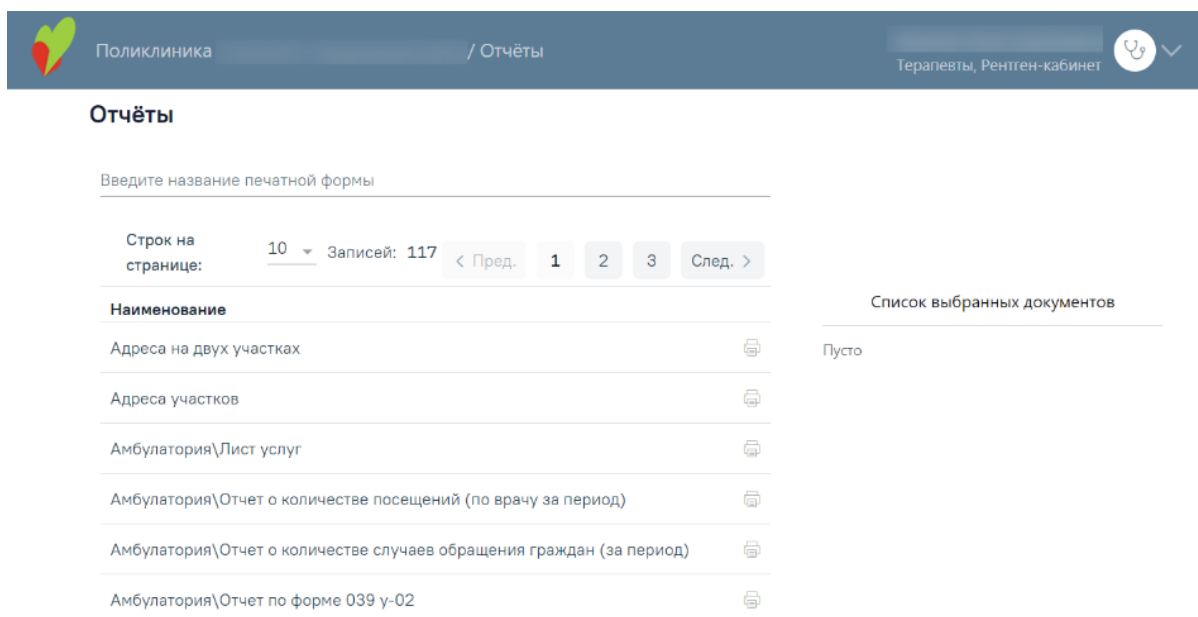 Поликлиника / Отчёты
Терапевты, Рентген-кабинет
Отчёты
Введите название печатной формы
Строк на
странице:
10 Записей: 117 < Пред. 1 2 3 След. >
Наименование
Адреса на двух участках
Адреса участков
Амбулатория\Лист услуг
Амбулатория\Отчет о количестве посещений (по врачу за период)
Амбулатория\Отчет о количестве случаев обращения граждан (за период)
Амбулатория\Отчет по форме 039 у-02
Список выбранных документов
Пусто